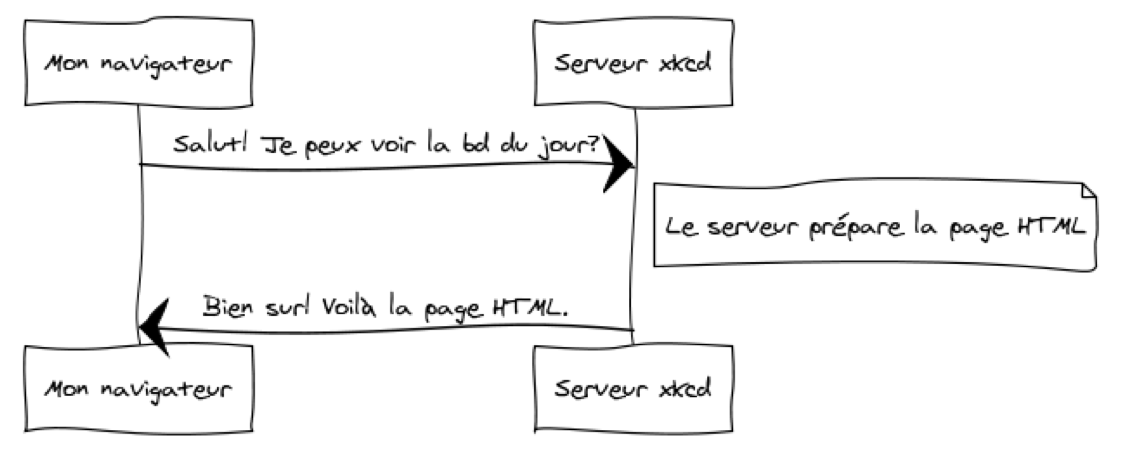 Mon navigateur
Serveur xkcd
Salut! Je peux voir la bd du jour?
Le serveur prépare la page HTML
Bien sur! Voilà la page HTML.
Mon navigateur
Serveur xkcd